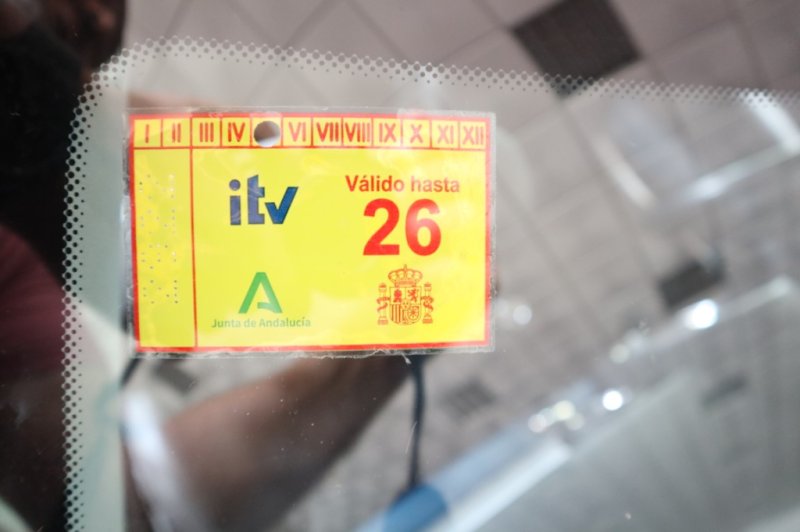 I II III IV VI VII VIII IX X XI XII
itv
Válido hasta
26
Junta de Andalucía